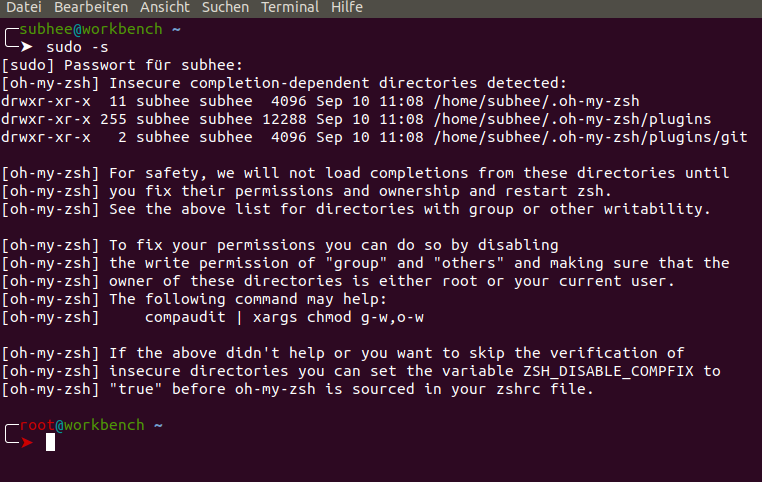 Datei Bearbeiten Ansicht Suchen Terminal Hilfe
subhee@workbench ~
➤ sudo -s
[sudo] Passwort für subhee:
[oh-my-zsh] Insecure completion-dependent directories detected:
drwxr-xr-x  11 subhee subhee  4096 Sep 10 11:08 /home/subhee/.oh-my-zsh
drwxr-xr-x 255 subhee subhee 12288 Sep 10 11:08 /home/subhee/.oh-my-zsh/plugins
drwxr-xr-x   2 subhee subhee  4096 Sep 10 11:08 /home/subhee/.oh-my-zsh/plugins/git
[oh-my-zsh] For safety, we will not load completions from these directories until
[oh-my-zsh] you fix their permissions and ownership and restart zsh.
[oh-my-zsh] See the above list for directories with group or other writability.
[oh-my-zsh] To fix your permissions you can do so by disabling
[oh-my-zsh] the write permission of "group" and "others" and making sure that the
[oh-my-zsh] owner of these directories is either root or your current user.
[oh-my-zsh] The following command may help:
[oh-my-zsh]     compaudit | xargs chmod g-w,o-w
[oh-my-zsh] If the above didn't help or you want to skip the verification of
[oh-my-zsh] insecure directories you can set the variable ZSH_DISABLE_COMPFIX to
[oh-my-zsh] "true" before oh-my-zsh is sourced in your zshrc file.
root@workbench ~
➤